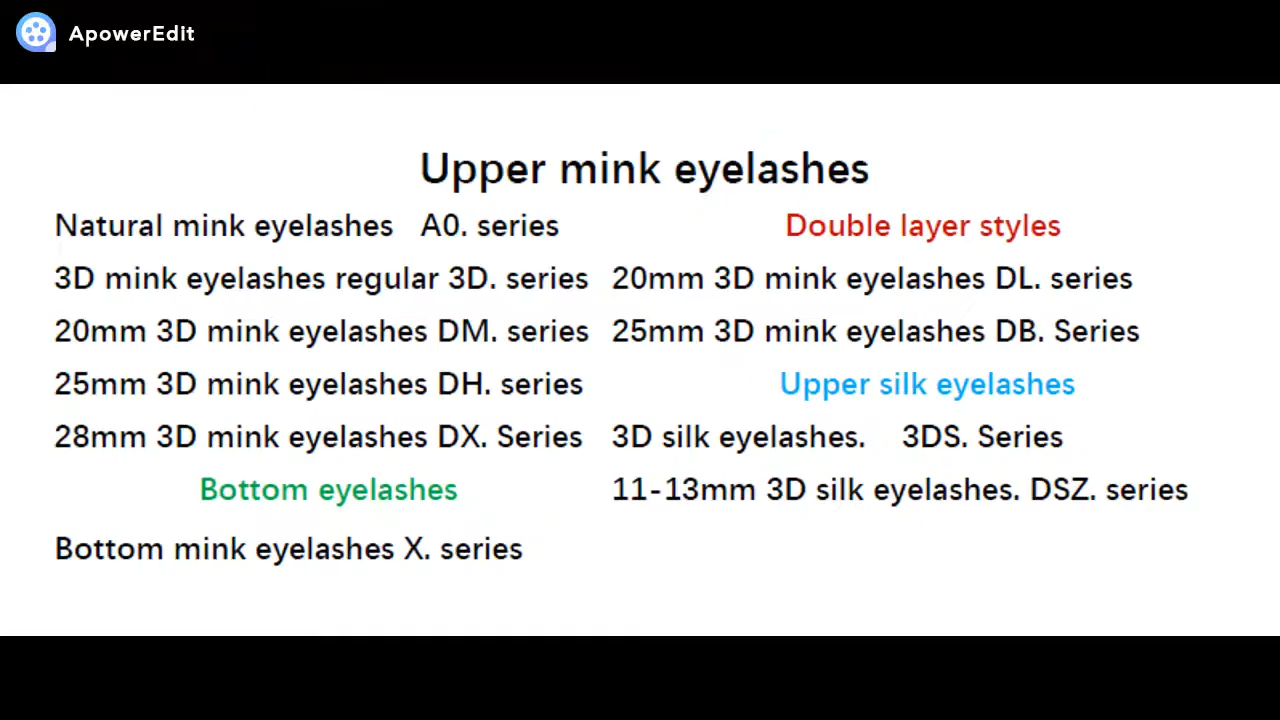 ApowerEdit
Upper mink eyelashes
Natural mink eyelashes A0. series
3D mink eyelashes regular 3D. series
20mm 3D mink eyelashes DM. series
25mm 3D mink eyelashes DH. series
28mm 3D mink eyelashes DX. Series
Bottom eyelashes
Bottom mink eyelashes X. series
Double layer styles
20mm 3D mink eyelashes DL. series
25mm 3D mink eyelashes DB. Series
Upper silk eyelashes
3D silk eyelashes. 3DS. Series
11-13mm 3D silk eyelashes. DSZ. series